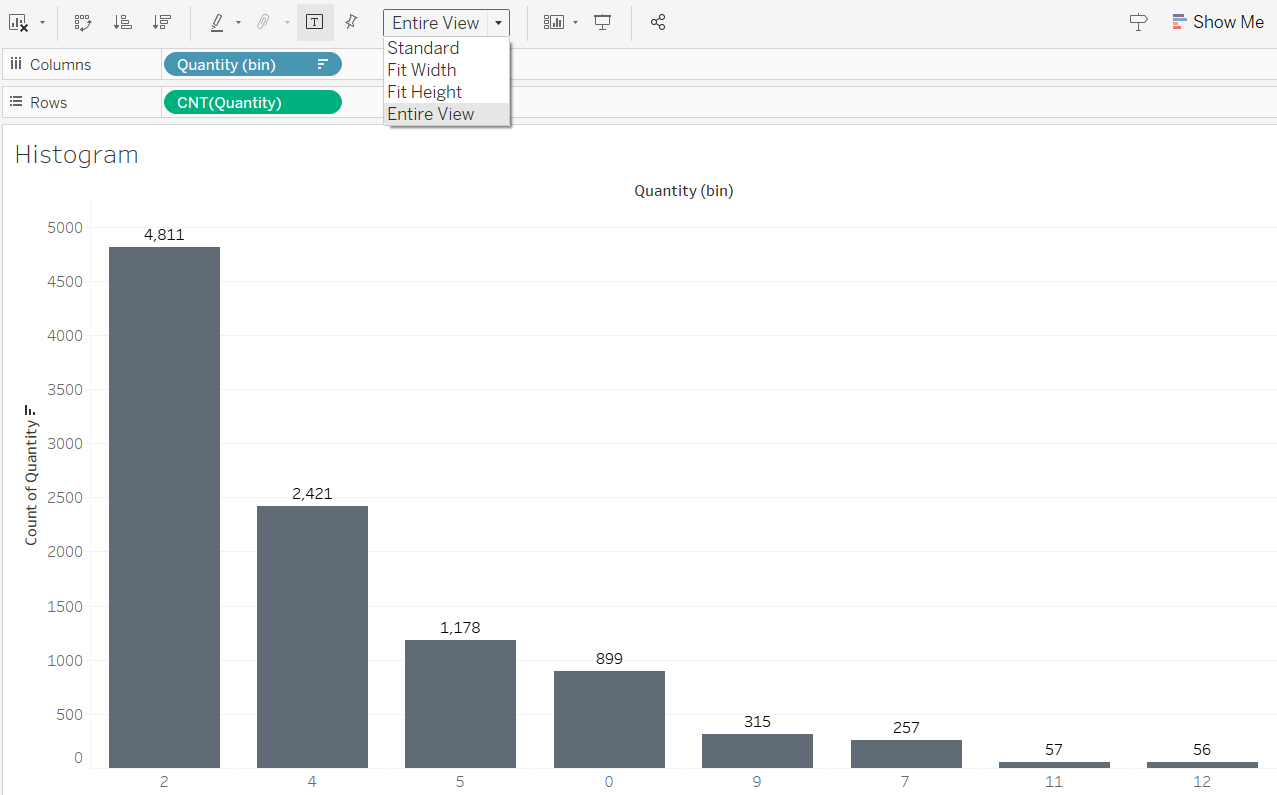 T Entire View Show Me
Standard
Fit Width
Fit Height
Entire View
Columns Quantity (bin)
Rows CNT(Quantity)
Histogram
Quantity (bin)
Count of Quantity
5000
4500
4000
3500
3000
2500
2000
1500
1000
500
0
4,811
2,421
1,178
899
315
257
57
56
2 4 5 0 9 7 11 12